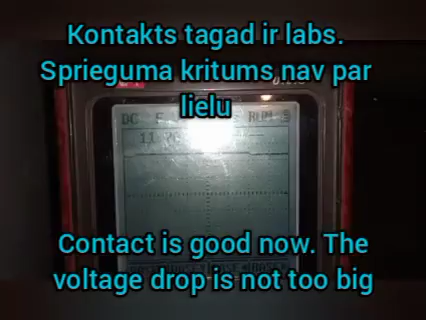 Kontakts tagad ir labs.
Sprieguma kritums nav par
lielu
DC
Contact is good now. The
voltage drop is not too big